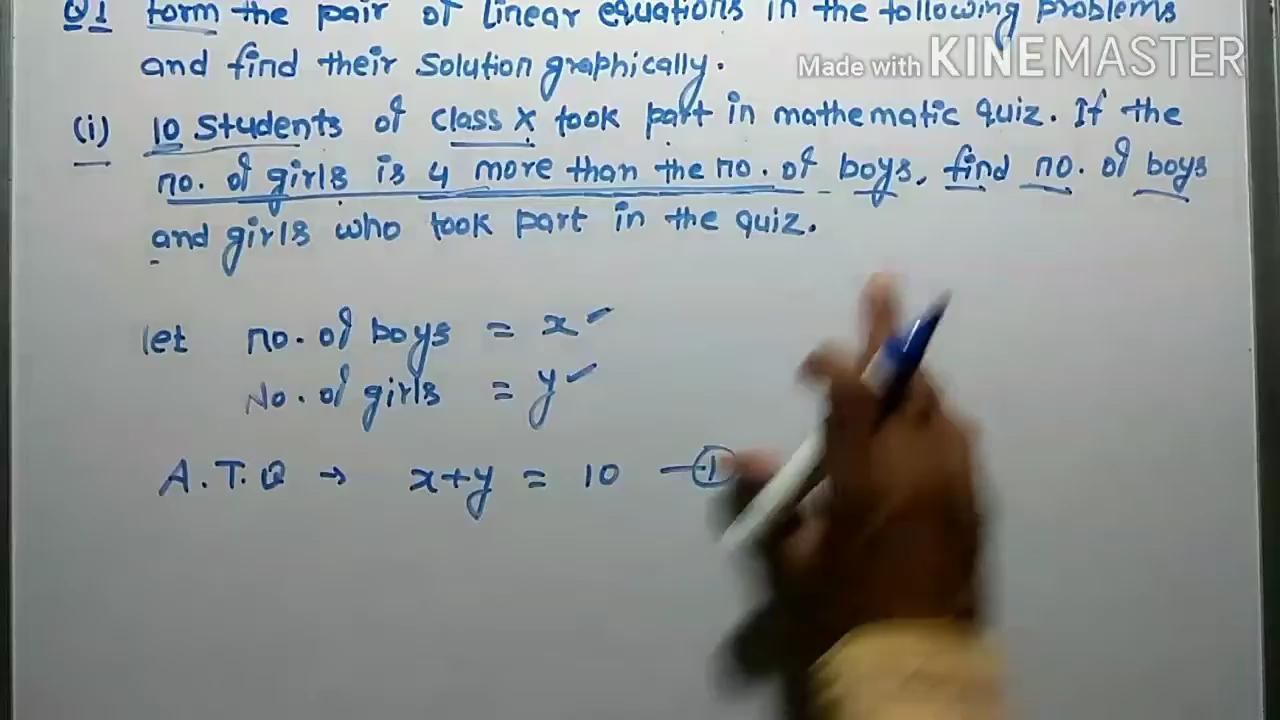 Q1 form the pair of linear equations in the following problems
and find their solution graphically.
Made with KINEMASTER
(i) 10 students of class X took part in mathematic quiz. If the
no. of girls is 4 more than the no. of boys, find no. of boys
and girls who took part in the quiz.
let no. of boys = x
No. of girls = y
A.T.Q → x+y = 10 —①